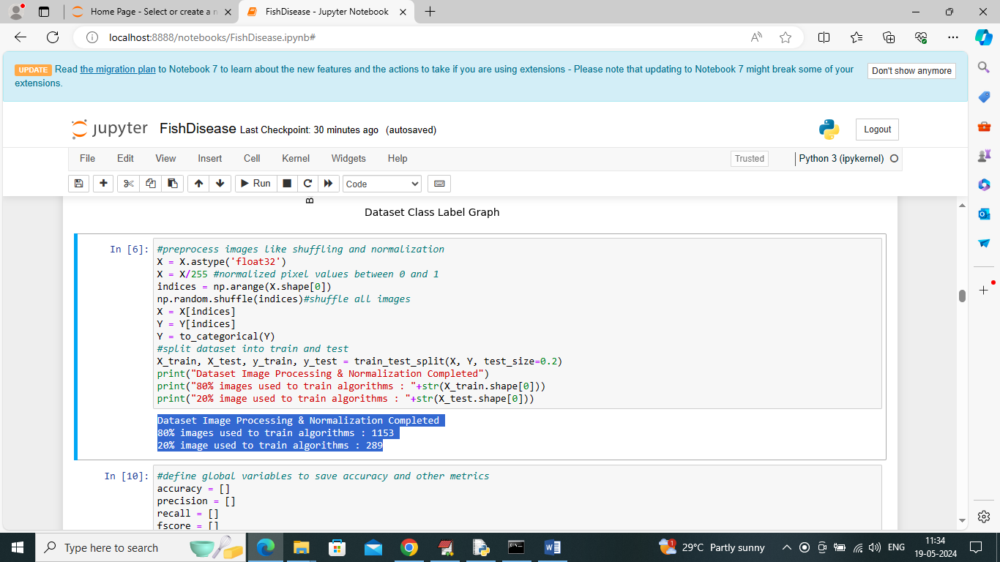 Home Page - Select or create a n
FishDisease - Jupyter Notebook
localhost:8888/notebooks/FishDisease.ipynb#
UPDATE Read the migration plan to Notebook 7 to learn about the new features and the actions to take if you are using extensions - Please note that updating to Notebook 7 might break some of your
extensions.
Don't show anymore
jupyter FishDisease Last Checkpoint: 30 minutes ago (autosaved)
Logout
File Edit View Insert Cell Kernel Widgets Help
Trusted
Python 3 (ipykernel)
Run
Code
B
Dataset Class Label Graph
In [6]: #preprocess images like shuffling and normalization
X = X.astype('float32')
X = X/255 #normalized pixel values between 0 and 1
indices = np.arange(X.shape[0])
np.random.shuffle(indices)#shuffle all images
X = X[indices]
Y = Y[indices]
Y = to_categorical(Y)
#split dataset into train and test
X_train, X_test, y_train, y_test = train_test_split(X, Y, test_size=0.2)
print("Dataset Image Processing & Normalization Completed")
print("80% images used to train algorithms : "+str(X_train.shape[0]))
print("20% image used to train algorithms : "+str(X_test.shape[0]))
Dataset Image Processing & Normalization Completed
80% images used to train algorithms : 1153
20% image used to train algorithms : 289
In [10]: #define global variables to save accuracy and other metrics
accuracy = []
precision = []
recall = []
fscore = []
Type here to search
29°C Partly sunny
ENG
11:34
19-05-2024